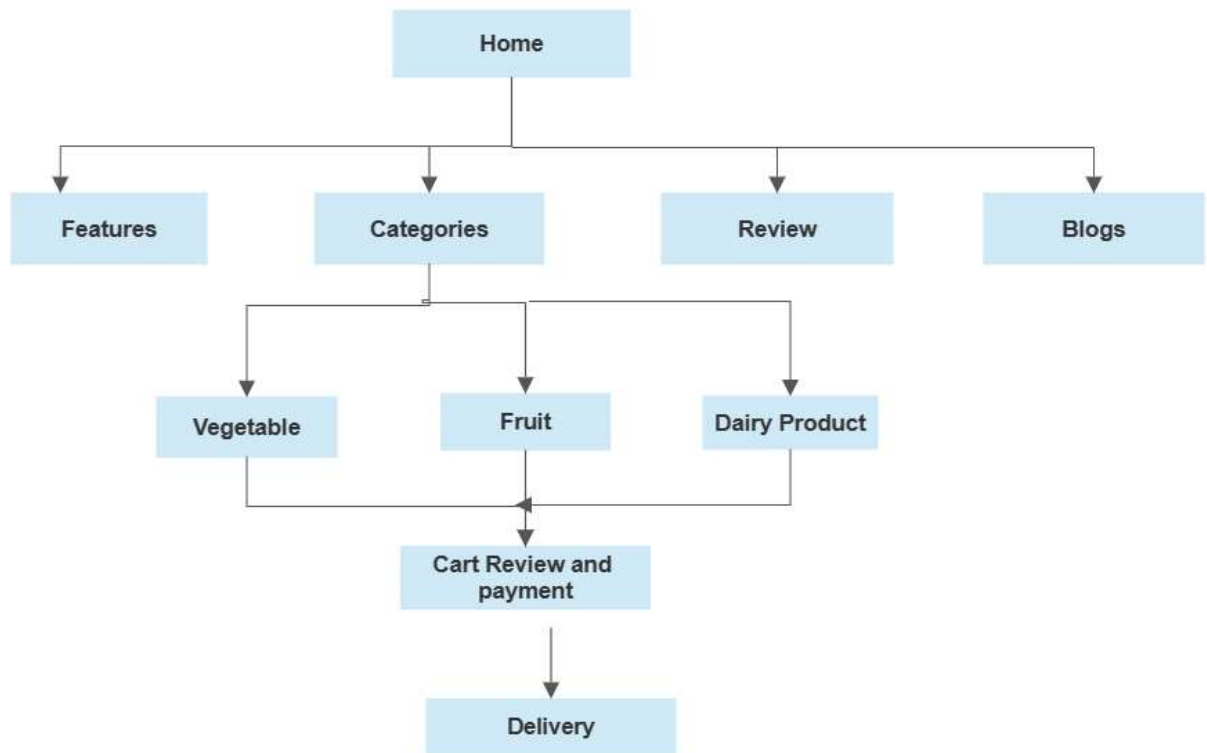 Home
Features
Categories
Review
Blogs
Vegetable
Fruit
Dairy Product
Cart Review and
payment
Delivery